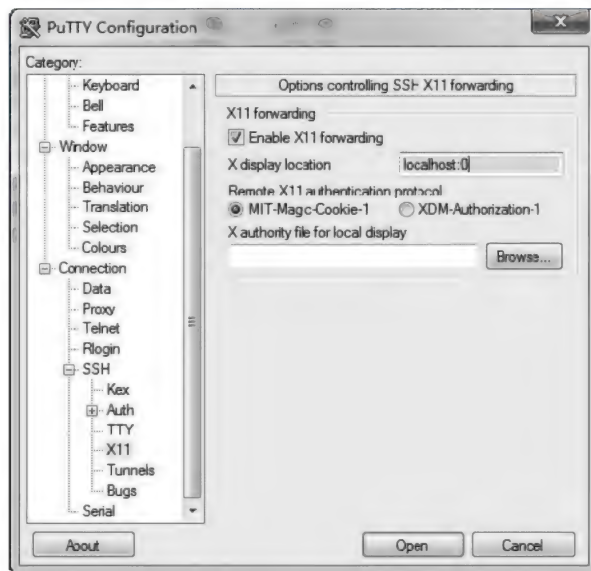 PuTTY Configuration
Category:
Keyboard
Bell
Features
Window
Appearance
Behaviour
Translation
Selection
Colours
Connection
Data
Proxy
Telnet
Rlogin
SSH
Kex
Auth
TTY
X11
Tunnels
Bugs
Serial
Options controlling SSH X11 forwarding
X11 forwarding
Enable X11 forwarding
X display location localhost:0
Remote X11 authentication protocol
MIT-Magic-Cookie-1 XDM-Authorization-1
X authority file for local display
Browse...
About Open Cancel